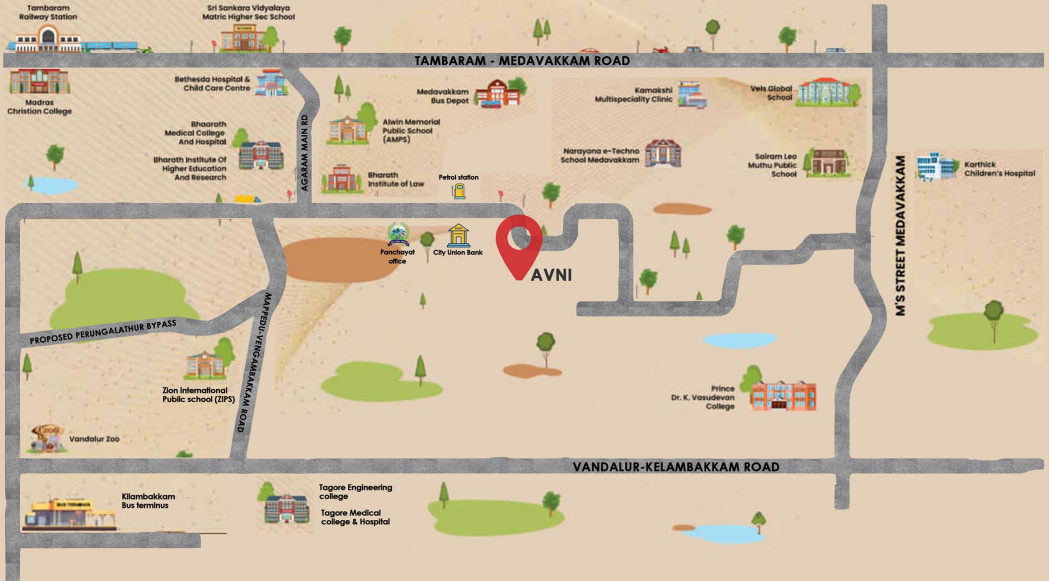 Tambaram
Railway Station
Sri Sankara Vidyalaya
Matric Higher Sec School
SCHOOL
TAMBARAM - MEDAVAKKAM ROAD
Madras
Christian College
Bethesda Hospital &
Child Care Centre
AGARAM MAIN RD
Medavakkam
Bus Depot
Kamakshi
Multispeciality Clinic
Vels Global
School
Bhaarath
Medical College
And Hospital
Bharath Institute Of
Higher Education
And Research
Alwin Memorial
Public School
(AMPS)
Bharath
Institute of Law
Petrol station
Narayana e-Techno
School Medavakkam
Sairam Leo
Muthu Public
School
M'S STREET MEDAVAKKAM
Karthick
Children's Hospital
Panchayat
office
City Union Bank
AVNI
PROPOSED PERUNGALATHUR BYPASS
MAPPEDU-VENGAMBAKKAM ROAD
Zion International
Public school (ZIPS)
Prince
Dr. K. Vasudevan
College
ZOO
Vandalur Zoo
VANDALUR-KELAMBAKKAM ROAD
BUS TERMINUS
Kilambakkam
Bus terminus
Tagore Engineering
college
Tagore Medical
college & Hospital